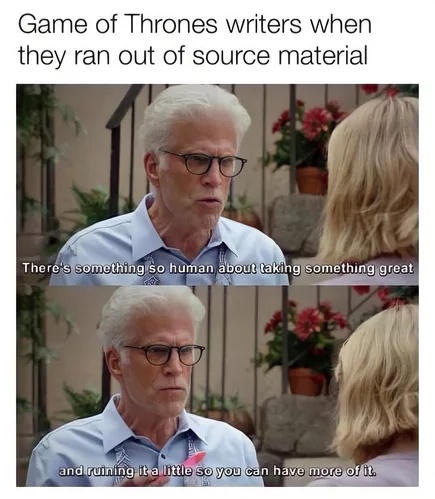 Game of Thrones writers when
they ran out of source material
There's something so human about taking something great
and ruining it a little so you can have more of it.